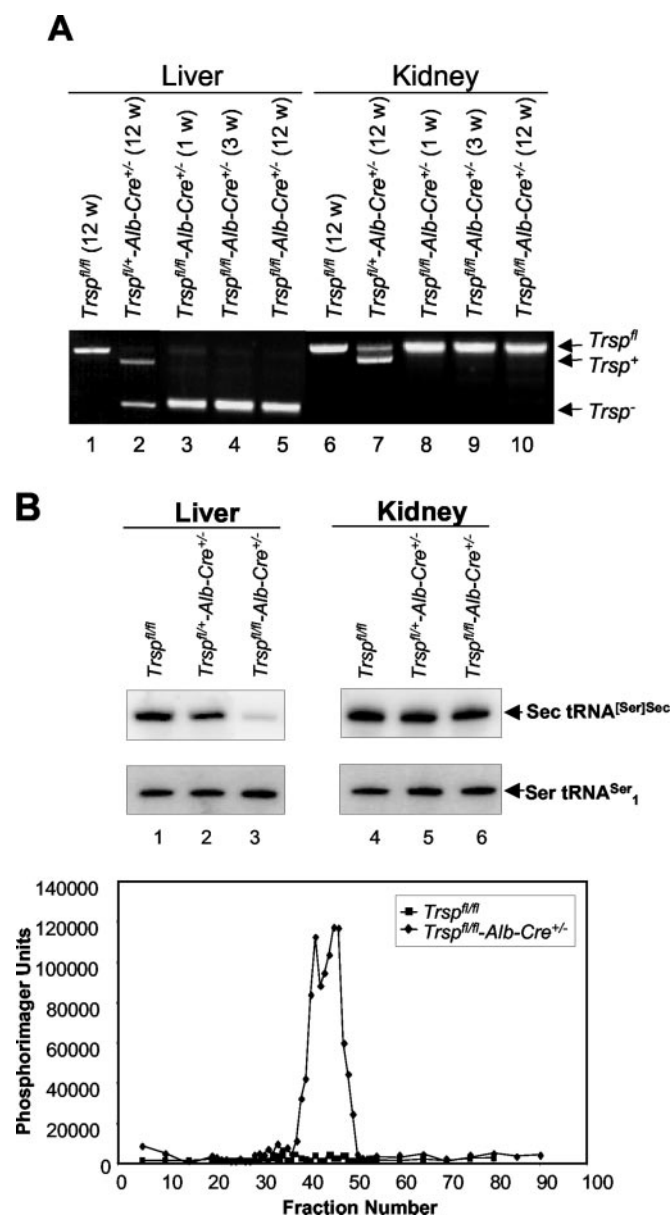 A
Liver Kidney
Trsp^fl/fl (12 w)
Trsp^fl/+-Alb-Cre^+/- (12 w)
Trsp^fl/fl-Alb-Cre^+/- (1 w)
Trsp^fl/fl-Alb-Cre^+/- (3 w)
Trsp^fl/fl-Alb-Cre^+/- (12 w)
Trsp^fl/fl (12 w)
Trsp^fl/+-Alb-Cre^+/- (12 w)
Trsp^fl/fl-Alb-Cre^+/- (1 w)
Trsp^fl/fl-Alb-Cre^+/- (3 w)
Trsp^fl/fl-Alb-Cre^+/- (12 w)
Trsp^fl
Trsp^+
Trsp^-
1 2 3 4 5 6 7 8 9 10
B
Liver Kidney
Trsp^fl/fl
Trsp^fl/+-Alb-Cre^+/-
Trsp^fl/fl-Alb-Cre^+/-
Trsp^fl/fl
Trsp^fl/+-Alb-Cre^+/-
Trsp^fl/fl-Alb-Cre^+/-
Sec tRNA^[Ser]Sec
Ser tRNA^Ser_1
1 2 3 4 5 6
140000
120000
100000
80000
60000
40000
20000
0
Phosphorimager Units
Trsp^fl/fl
Trsp^fl/fl-Alb-Cre^+/-
0 10 20 30 40 50 60 70 80 90 100
Fraction Number